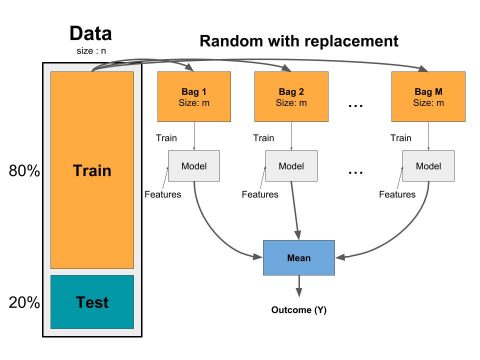 Data
size : n
Random with replacement
Bag 1
Size: m
Bag 2
Size: m
...
Bag M
Size: m
Train
Train
Train
80%
Train
Model
Model
...
Model
Features
Features
Features
Mean
20%
Test
Outcome (Y)